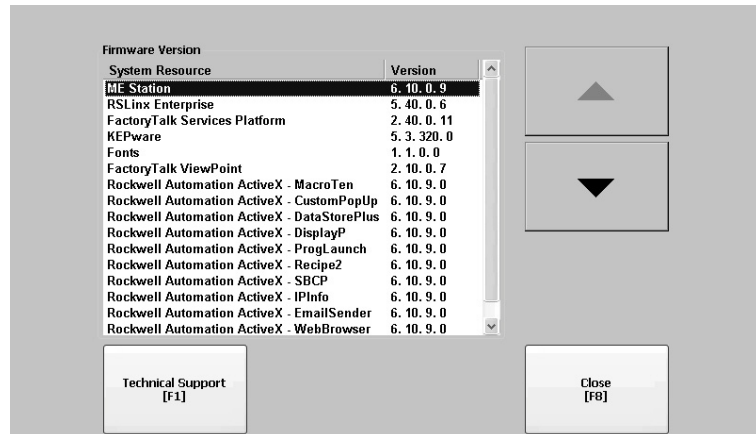 Firmware Version
System Resource Version
ME Station 6. 10. 0. 9
RSLinx Enterprise 5. 40. 0. 6
FactoryTalk Services Platform 2. 40. 0. 11
KEPware 5. 3. 320. 0
Fonts 1. 1. 0. 0
FactoryTalk ViewPoint 2. 10. 0. 7
Rockwell Automation ActiveX - MacroTen 6. 10. 9. 0
Rockwell Automation ActiveX - CustomPopUp 6. 10. 9. 0
Rockwell Automation ActiveX - DataStorePlus 6. 10. 9. 0
Rockwell Automation ActiveX - DisplayP 6. 10. 9. 0
Rockwell Automation ActiveX - ProgLaunch 6. 10. 9. 0
Rockwell Automation ActiveX - Recipe2 6. 10. 9. 0
Rockwell Automation ActiveX - SBCP 6. 10. 9. 0
Rockwell Automation ActiveX - IPInfo 6. 10. 9. 0
Rockwell Automation ActiveX - EmailSender 6. 10. 9. 0
Rockwell Automation ActiveX - WebBrowser 6. 10. 9. 0
Technical Support
[F1]
Close
[F8]